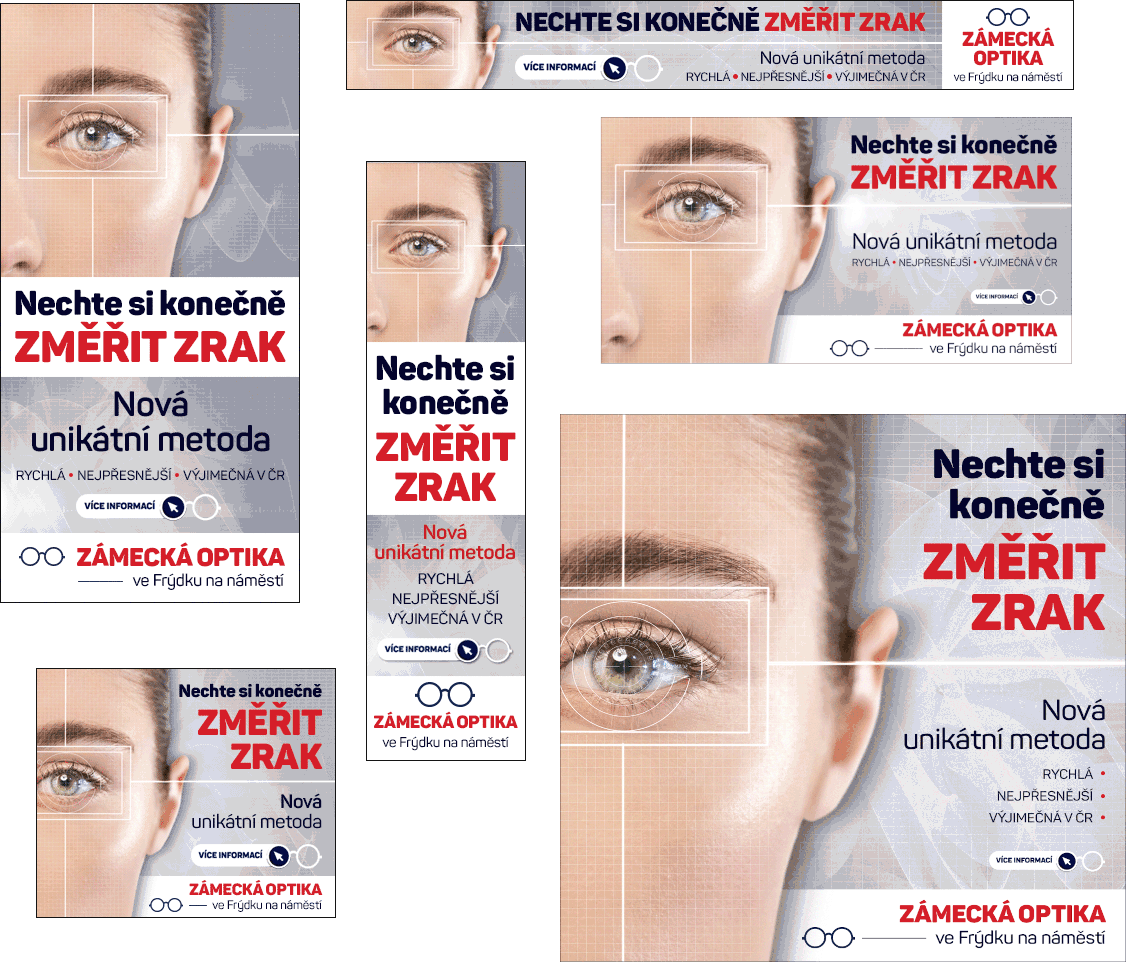 Nechte si konečně
ZMĚŘIT ZRAK
Nová
unikátní metoda
RYCHLÁ • NEJPŘESNĚJŠÍ • VÝJIMEČNÁ V ČR
VÍCE INFORMACÍ
ZÁMECKÁ OPTIKA
ve Frýdku na náměstí
NECHTE SI KONEČNĚ ZMĚŘIT ZRAK
Nová unikátní metoda
VÍCE INFORMACÍ
RYCHLÁ • NEJPŘESNĚJŠÍ • VÝJIMEČNÁ V ČR
ZÁMECKÁ
OPTIKA
ve Frýdku na náměstí
Nechte si
konečně
ZMĚŘIT
ZRAK
Nová
unikátní metoda
RYCHLÁ
NEJPŘESNĚJŠÍ
VÝJIMEČNÁ V ČR
VÍCE INFORMACÍ
ZÁMECKÁ OPTIKA
ve Frýdku na náměstí
Nechte si konečně
ZMĚŘIT ZRAK
Nová unikátní metoda
RYCHLÁ • NEJPŘESNĚJŠÍ • VÝJIMEČNÁ V ČR
VÍCE INFORMACÍ
ZÁMECKÁ OPTIKA
ve Frýdku na náměstí
Nechte si konečně
ZMĚŘIT
ZRAK
Nová
unikátní metoda
VÍCE INFORMACÍ
ZÁMECKÁ OPTIKA
ve Frýdku na náměstí
Nechte si
konečně
ZMĚŘIT
ZRAK
Nová
unikátní metoda
RYCHLÁ •
NEJPŘESNĚJŠÍ •
VÝJIMEČNÁ V ČR •
VÍCE INFORMACÍ
ZÁMECKÁ OPTIKA
ve Frýdku na náměstí